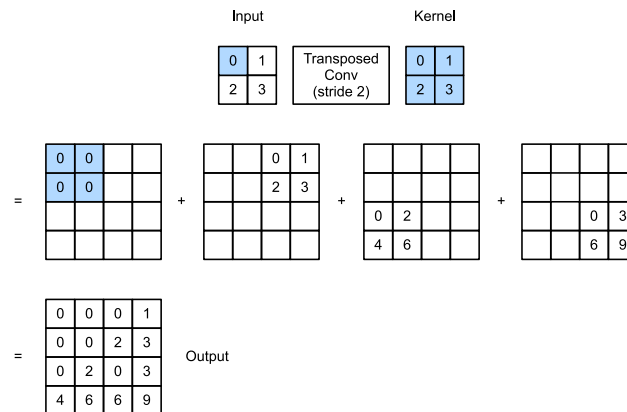 Input Kernel
0 1 Transposed 0 1
Conv
2 3 (stride 2) 2 3
0 0 0 1
0 0 2 3
= + + +
0 2 0 3
4 6 6 9
0 0 0 1
0 0 2 3
= Output
0 2 0 3
4 6 6 9